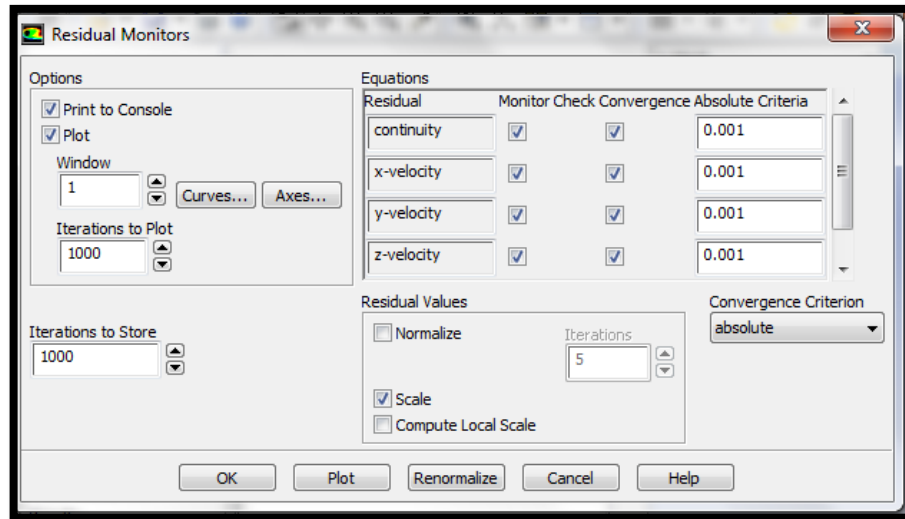 Residual Monitors
Options
Print to Console
Plot
Window
1
Curves... Axes...
Iterations to Plot
1000
Iterations to Store
1000
Equations
Residual Monitor Check Convergence Absolute Criteria
continuity 0.001
x-velocity 0.001
y-velocity 0.001
z-velocity 0.001
Residual Values
Normalize
Iterations
5
Scale
Compute Local Scale
Convergence Criterion
absolute
OK Plot Renormalize Cancel Help